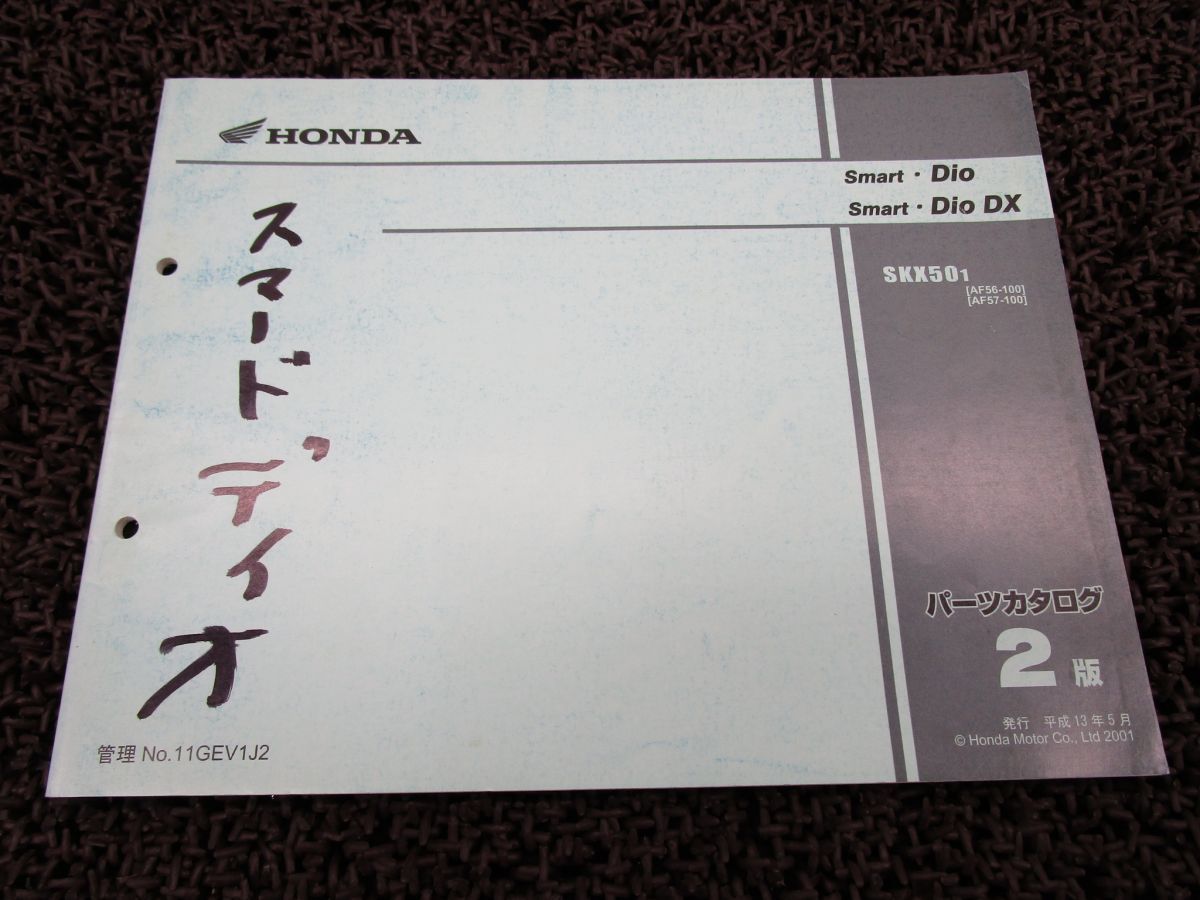 HONDA
Smart・Dio
Smart・Dio DX
SKX501
[AF56-100]
[AF57-100]
スマードディオ
パーツカタログ
2版
発行 平成13年5月
© Honda Motor Co., Ltd 2001
管理 No.11GEV1J2